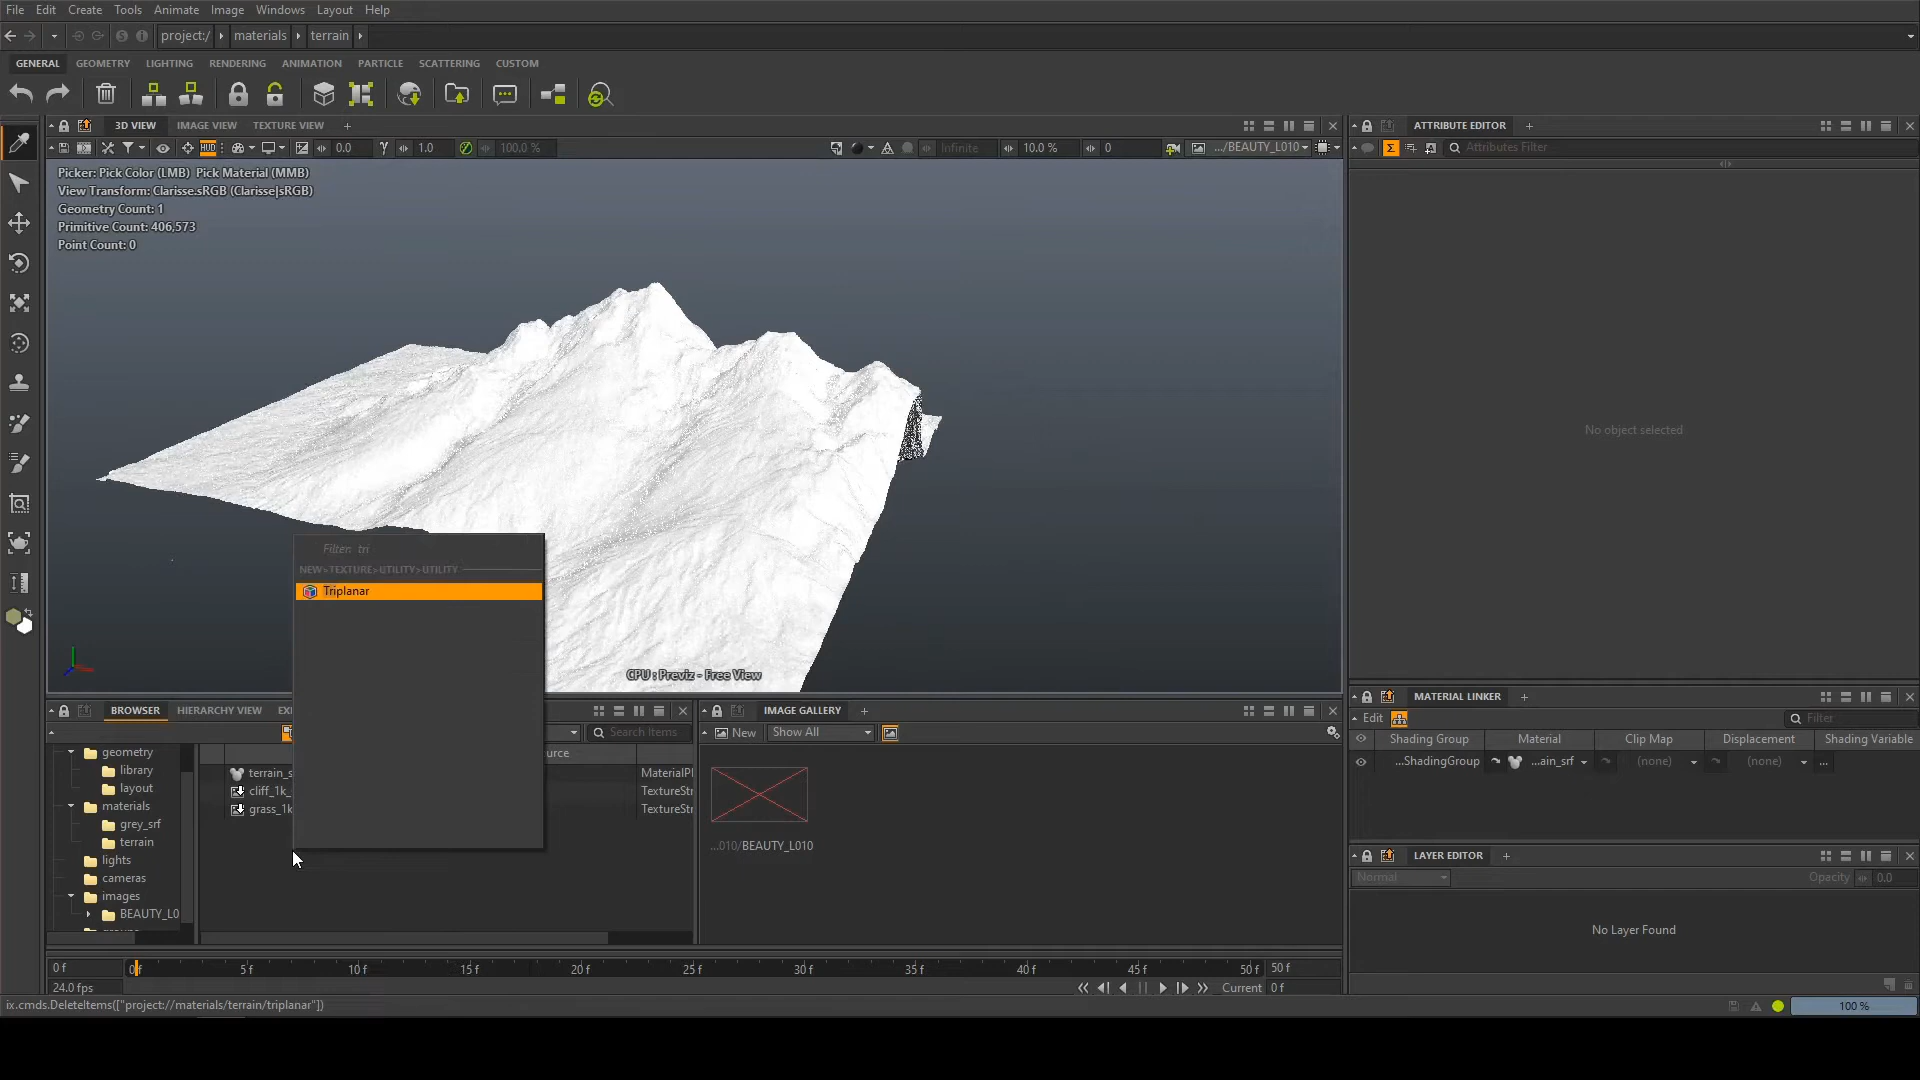 File Edit Create Tools Animate Image Windows Layout Help
project:/ materials terrain
GENERAL GEOMETRY LIGHTING RENDERING ANIMATION PARTICLE SCATTERING CUSTOM
3D VIEW IMAGE VIEW TEXTURE VIEW +
HUD 0.0 1.0 100.0 % Infinite 10.0 % 0 .../BEAUTY_L010
Picker: Pick Color (LMB) Pick Material (MMB)
View Transform: Clarisse.sRGB (Clarisse|sRGB)
Geometry Count: 1
Primitive Count: 406,573
Point Count: 0
CPU : Previz - Free View
ATTRIBUTE EDITOR +
Attributes Filter
No object selected
Filter: tri
NEW>TEXTURE>UTILITY>UTILITY
Triplanar
BROWSER HIERARCHY VIEW EX
Search Items
ource
geometry
library
layout
materials
grey_srf
terrain
lights
cameras
images
BEAUTY_L0
terrain_s MaterialPl
cliff_1k_ TextureStr
grass_1k TextureStr
IMAGE GALLERY +
New Show All
...010/BEAUTY_L010
MATERIAL LINKER +
Edit Filter
Shading Group Material Clip Map Displacement Shading Variable
...ShadingGroup ...ain_srf (none) (none) ...
LAYER EDITOR +
Normal Opacity 0.0
No Layer Found
0 f 0f 5 f 10 f 15 f 20 f 25 f 30 f 35 f 40 f 45 f 50 f 50 f
24.0 fps Current 0 f
ix.cmds.DeleteItems(["project://materials/terrain/triplanar"])
100 %